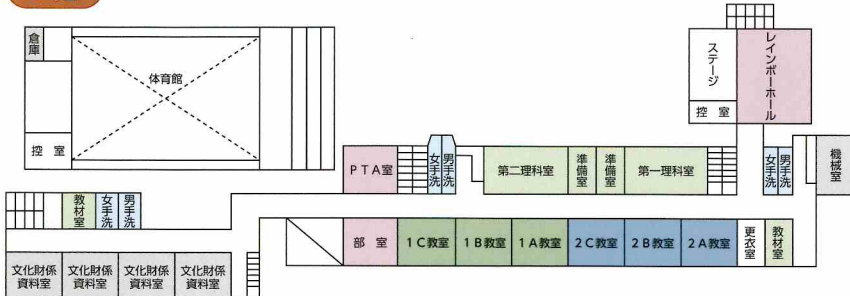 倉庫
体育館
控 室
ステージ
レインボーホール
控 室
PTA室
女手洗
男手洗
第二理科室
準備室
準備室
第一理科室
女手洗
男手洗
機械室
教材室
女手洗
男手洗
部 室
1C教室
1B教室
1A教室
2C教室
2B教室
2A教室
更衣室
教材室
文化財係
資料室
文化財係
資料室
文化財係
資料室
文化財係
資料室